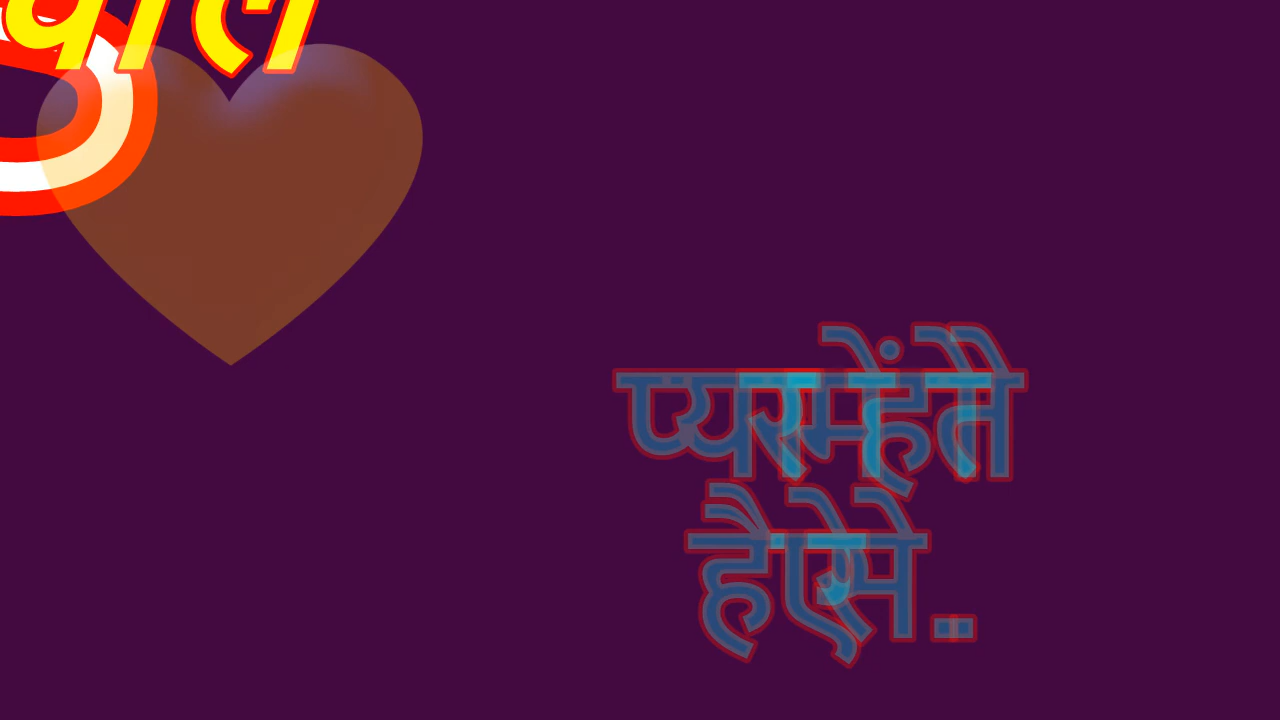 प्यार में होते
है ऐसे ..